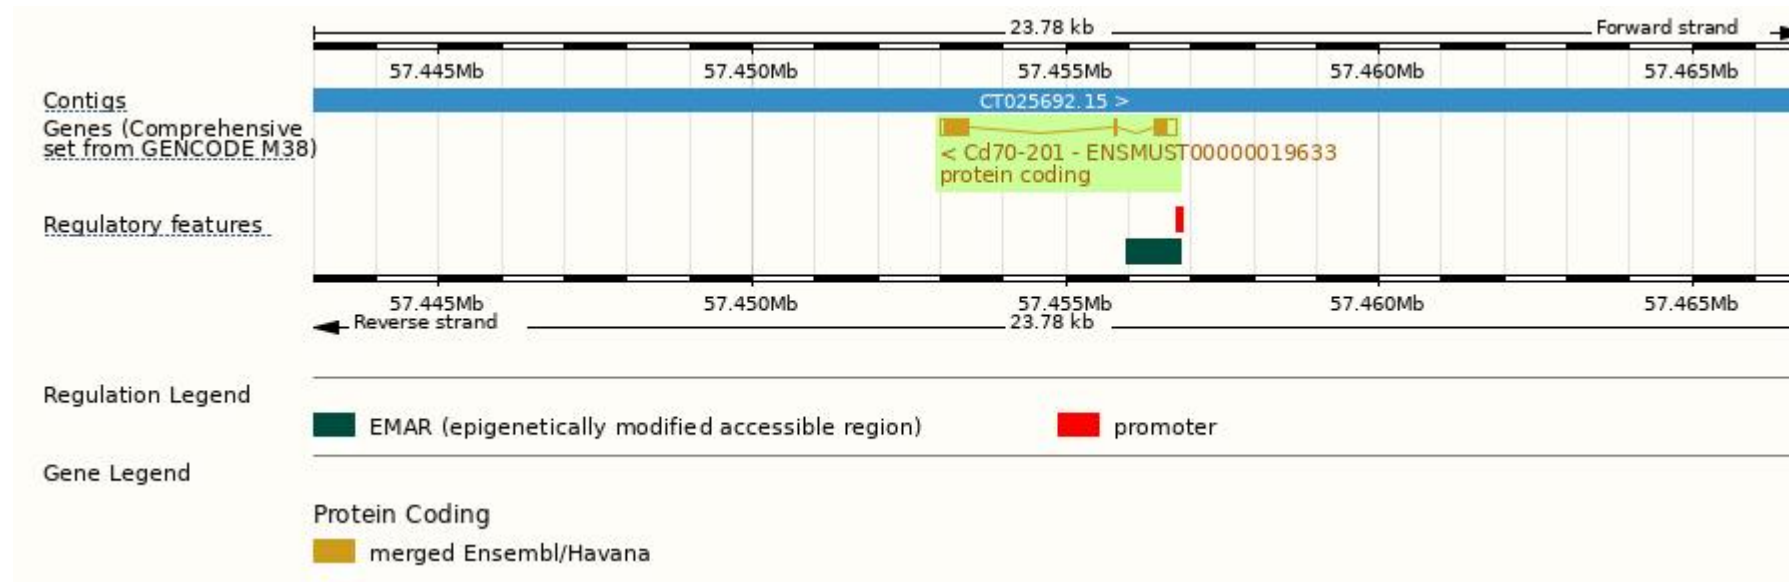 23.78 kb Forward strand
57.445Mb 57.450Mb 57.455Mb 57.460Mb 57.465Mb
Contigs CT025692.15 >
Genes (Comprehensive
set from GENCODE M38)
< Cd70-201 - ENSMUST00000019633
protein coding
Regulatory features
57.445Mb 57.450Mb 57.455Mb 57.460Mb 57.465Mb
Reverse strand 23.78 kb
Regulation Legend
EMAR (epigenetically modified accessible region) promoter
Gene Legend
Protein Coding
merged Ensembl/Havana